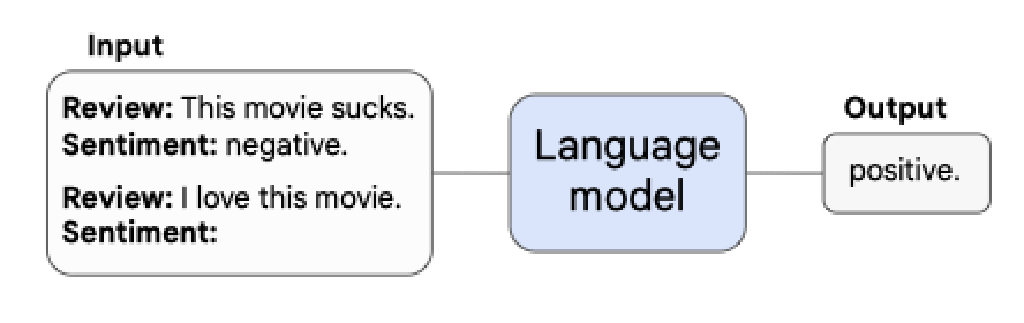 Input
Review: This movie sucks.
Sentiment: negative.
Review: I love this movie.
Sentiment:
Language
model
Output
positive.